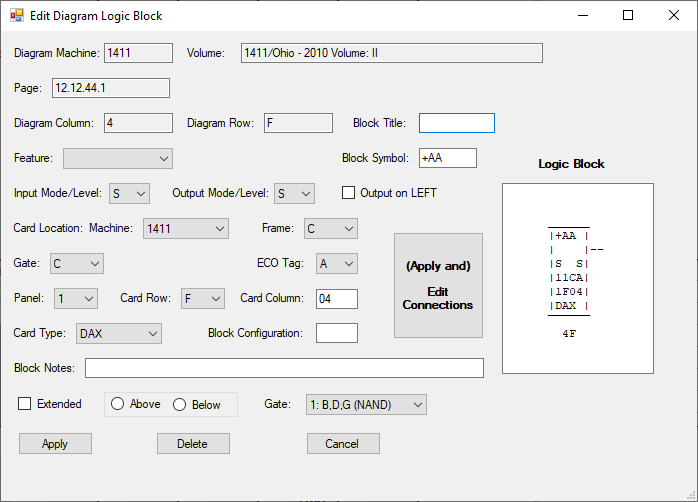 Edit Diagram Logic Block
Diagram Machine: 1411 Volume: 1411/Ohio - 2010 Volume: II
Page: 12.12.44.1
Diagram Column: 4 Diagram Row: F Block Title:
Feature: Block Symbol: +AA
Input Mode/Level: S Output Mode/Level: S Output on LEFT
Card Location: Machine: 1411 Frame: C
Gate: C ECO Tag: A
Panel: 1 Card Row: F Card Column: 04
Card Type: DAX Block Configuration:
Block Notes:
Extended Above Below Gate: 1: B,D,G (NAND)
Apply Delete Cancel
(Apply and)
Edit
Connections
Logic Block
|+AA |
|    |--
|S  S|
|11CA|
|1F04|
|DAX |
4F